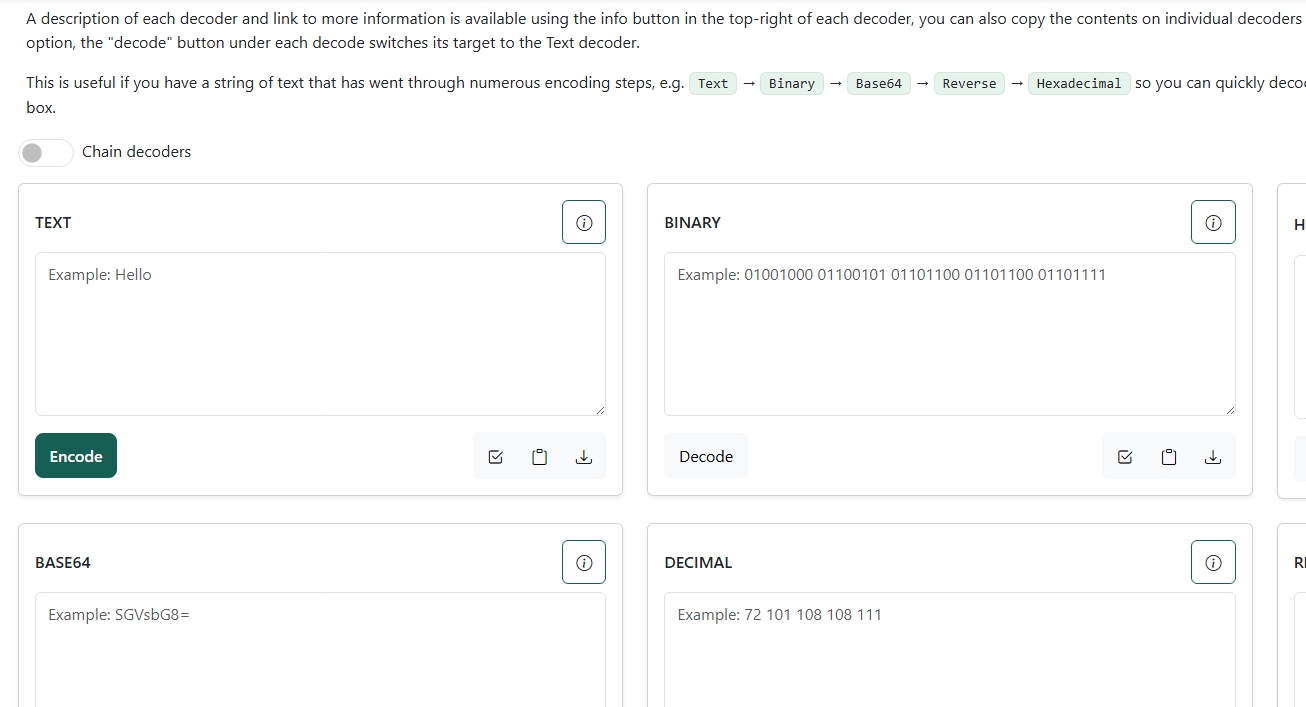 A description of each decoder and link to more information is available using the info button in the top-right of each decoder, you can also copy the contents on individual decoders
option, the "decode" button under each decode switches its target to the Text decoder.
This is useful if you have a string of text that has went through numerous encoding steps, e.g. Text → Binary → Base64 → Reverse → Hexadecimal so you can quickly
box.
Chain decoders
TEXT
Example: Hello
Encode
BINARY
Example: 01001000 01100101 01101100 01101100 01101111
Decode
BASE64
Example: SGVsbG8=
DECIMAL
Example: 72 101 108 108 111